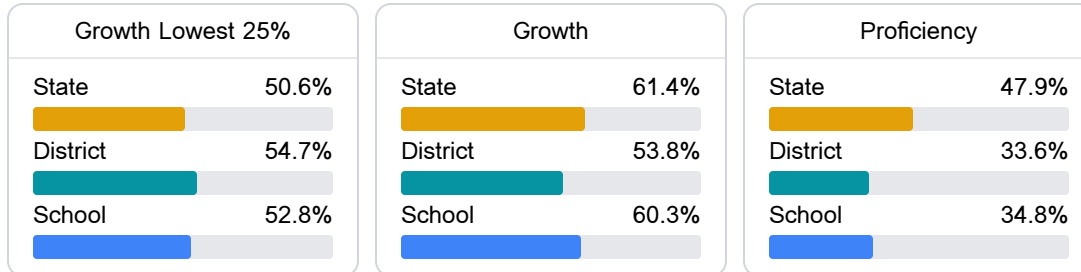 Growth Lowest 25%
State 50.6%
District 54.7%
School 52.8%
Growth
State 61.4%
District 53.8%
School 60.3%
Proficiency
State 47.9%
District 33.6%
School 34.8%